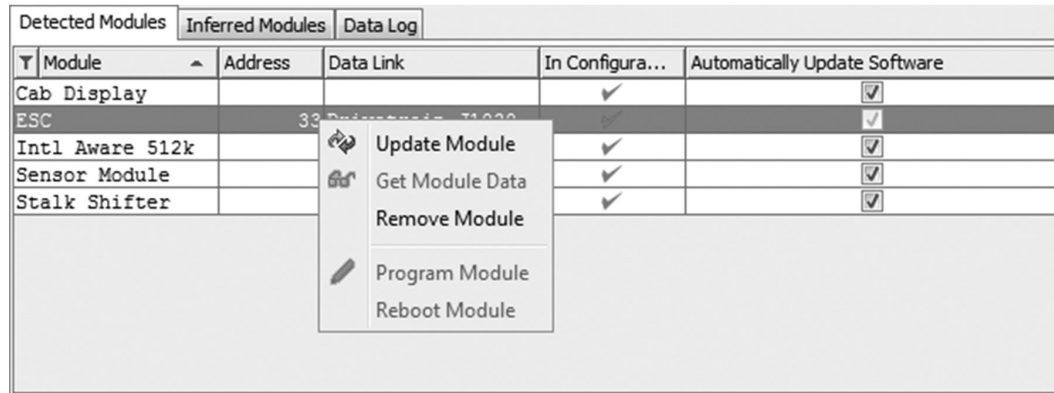 Detected Modules Inferred Modules Data Log
Module Address Data Link In Configura... Automatically Update Software
Cab Display
ESC 33
Intl Aware 512k
Sensor Module
Stalk Shifter
Update Module
Get Module Data
Remove Module
Program Module
Reboot Module